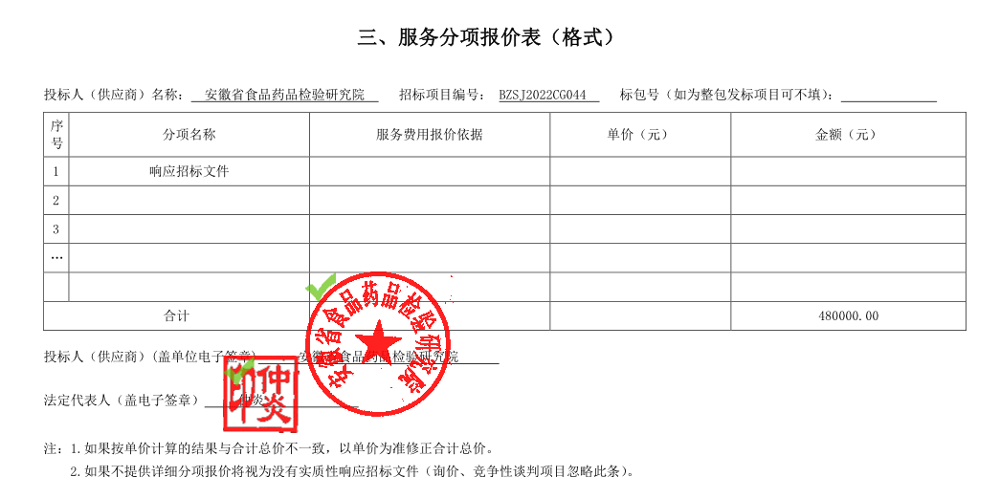 三、服务分项报价表（格式）
投标人（供应商）名称： 安徽省食品药品检验研究院 招标项目编号： BZSJ2022CG044 标包号（如为整包发标项目可不填）：
序号 分项名称 服务费用报价依据 单价（元） 金额（元）
1 响应招标文件
2
3
…
合计 480000.00
安徽省食品药品检验研究院
投标人（供应商）(盖单位电子签章) 安徽省食品药品检验研究院
仲炎印
法定代表人（盖电子签章） 仲炎
注：1.如果按单价计算的结果与合计总价不一致，以单价为准修正合计总价。
2.如果不提供详细分项报价将视为没有实质性响应招标文件（询价、竞争性谈判项目忽略此条）。